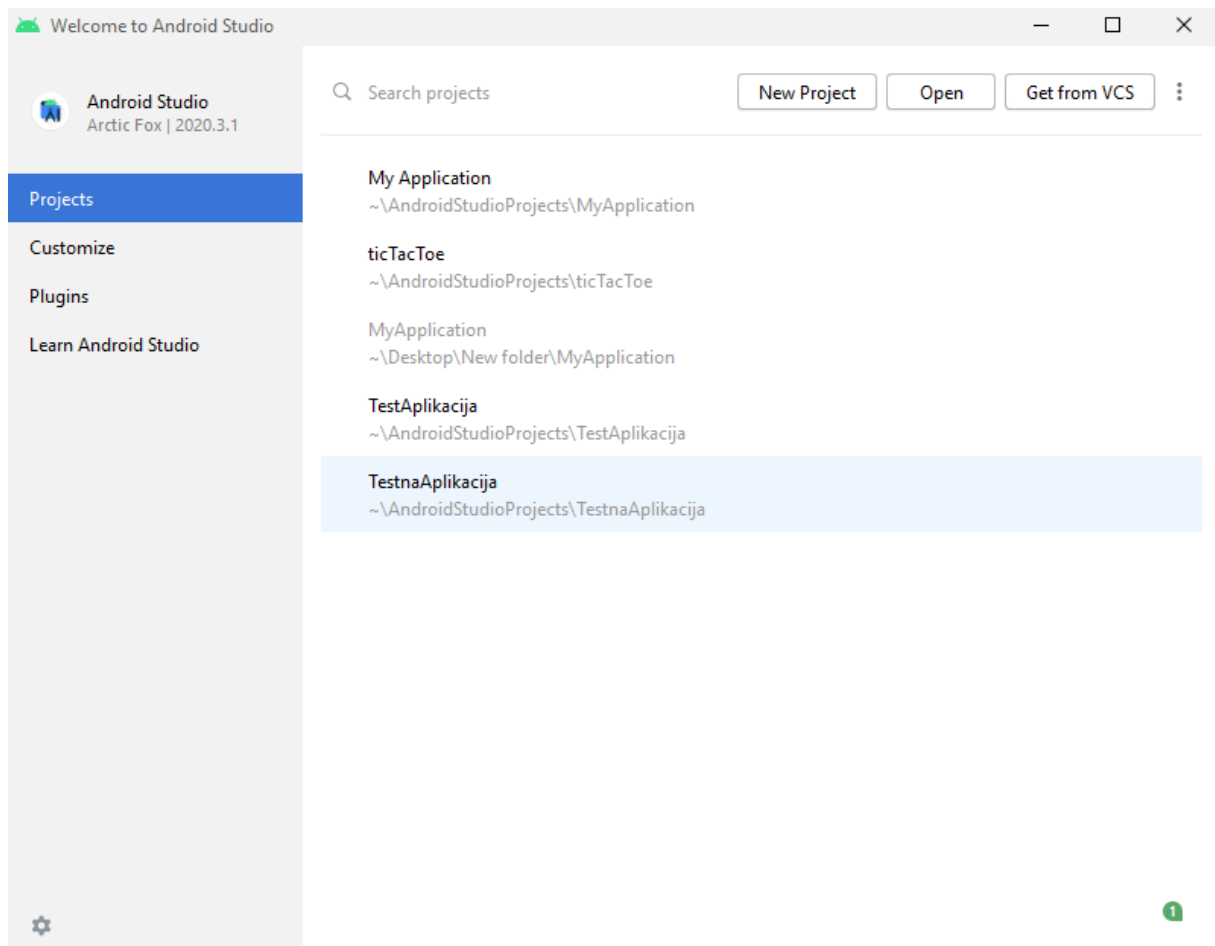 Welcome to Android Studio
Android Studio
Arctic Fox | 2020.3.1
Projects
Customize
Plugins
Learn Android Studio
Search projects
New Project
Open
Get from VCS
My Application
~\AndroidStudioProjects\MyApplication
ticTacToe
~\AndroidStudioProjects\ticTacToe
MyApplication
~\Desktop\New folder\MyApplication
TestAplikacija
~\AndroidStudioProjects\TestAplikacija
TestnaAplikacija
~\AndroidStudioProjects\TestnaAplikacija
1